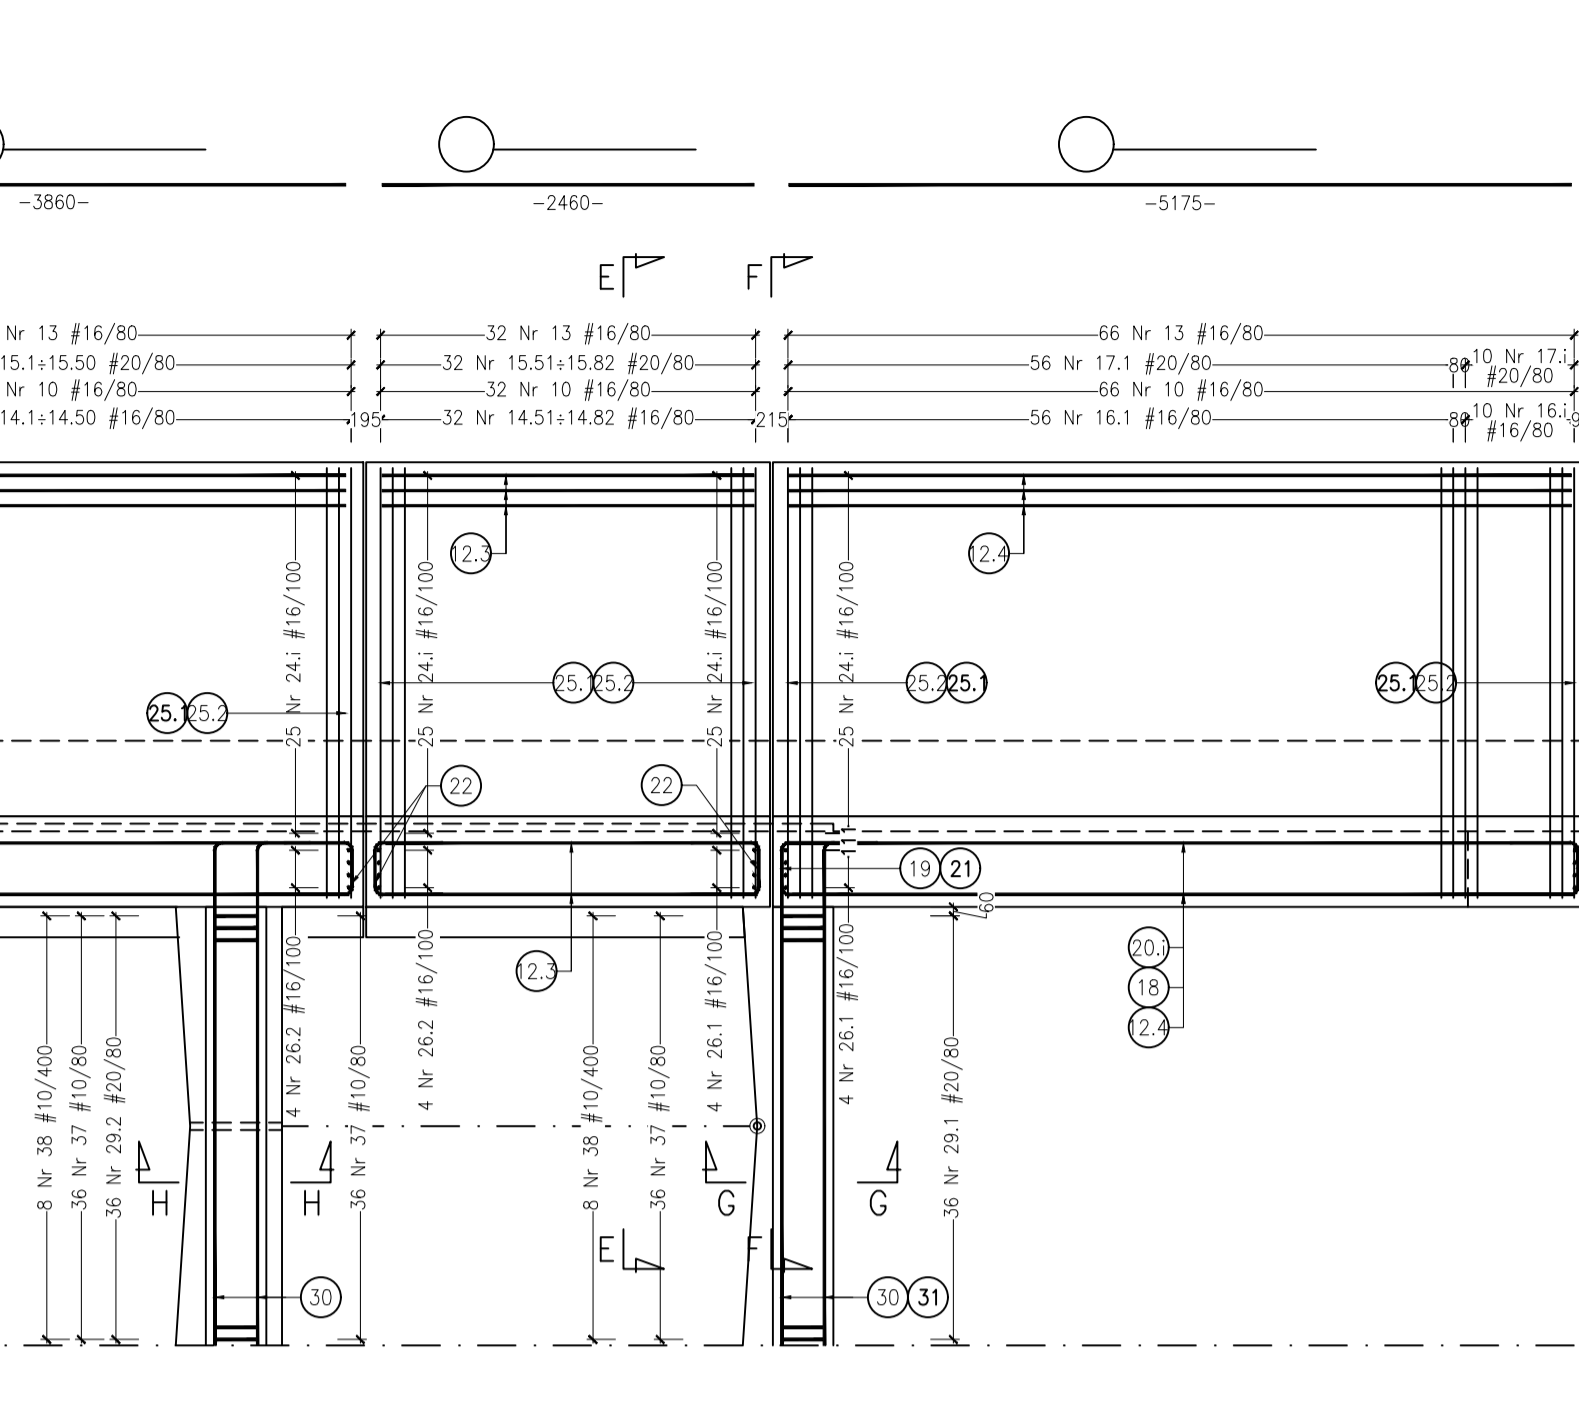 -3860-
-2460-
-5175-
E
F
Nr 13 #16/80
32 Nr 13 #16/80
66 Nr 13 #16/80
15.1÷15.50 #20/80
32 Nr 15.51÷15.82 #20/80
56 Nr 17.1 #20/80
80
10 Nr 17.i
#20/80
Nr 10 #16/80
32 Nr 10 #16/80
66 Nr 10 #16/80
14.1÷14.50 #16/80
195
32 Nr 14.51÷14.82 #16/80
215
56 Nr 16.1 #16/80
80
10 Nr 16.i
#16/80
12.3
12.4
25 Nr 24.i #16/100
25 Nr 24.i #16/100
25 Nr 24.i #16/100
25 Nr 24.i #16/100
25.1
25.2
25.1
25.2
25.2
25.1
25.1
25.2
22
22
111
19
21
60
12.3
20.i
18
12.4
4 Nr 26.2 #16/100
4 Nr 26.2 #16/100
4 Nr 26.1 #16/100
4 Nr 26.1 #16/100
8 Nr 38 #10/400
36 Nr 37 #10/80
36 Nr 29.2 #20/80
36 Nr 37 #10/80
8 Nr 38 #10/400
36 Nr 37 #10/80
36 Nr 29.1 #20/80
H
H
G
G
E
F
30
30
31